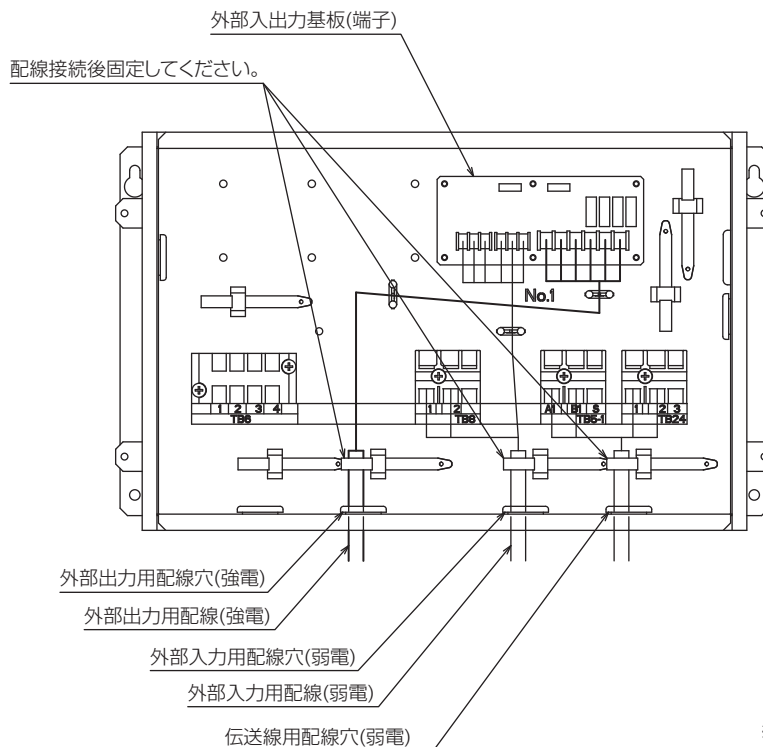 外部入出力基板(端子)
配線接続後固定してください。
No.1
1 2 3 4
TB6
1 2
TB8
A1 B1 S
TB5-1
1 2 3
TB24
外部出力用配線穴(強電)
外部出力用配線(強電)
外部入力用配線穴(弱電)
外部入力用配線(弱電)
伝送線用配線穴(弱電)